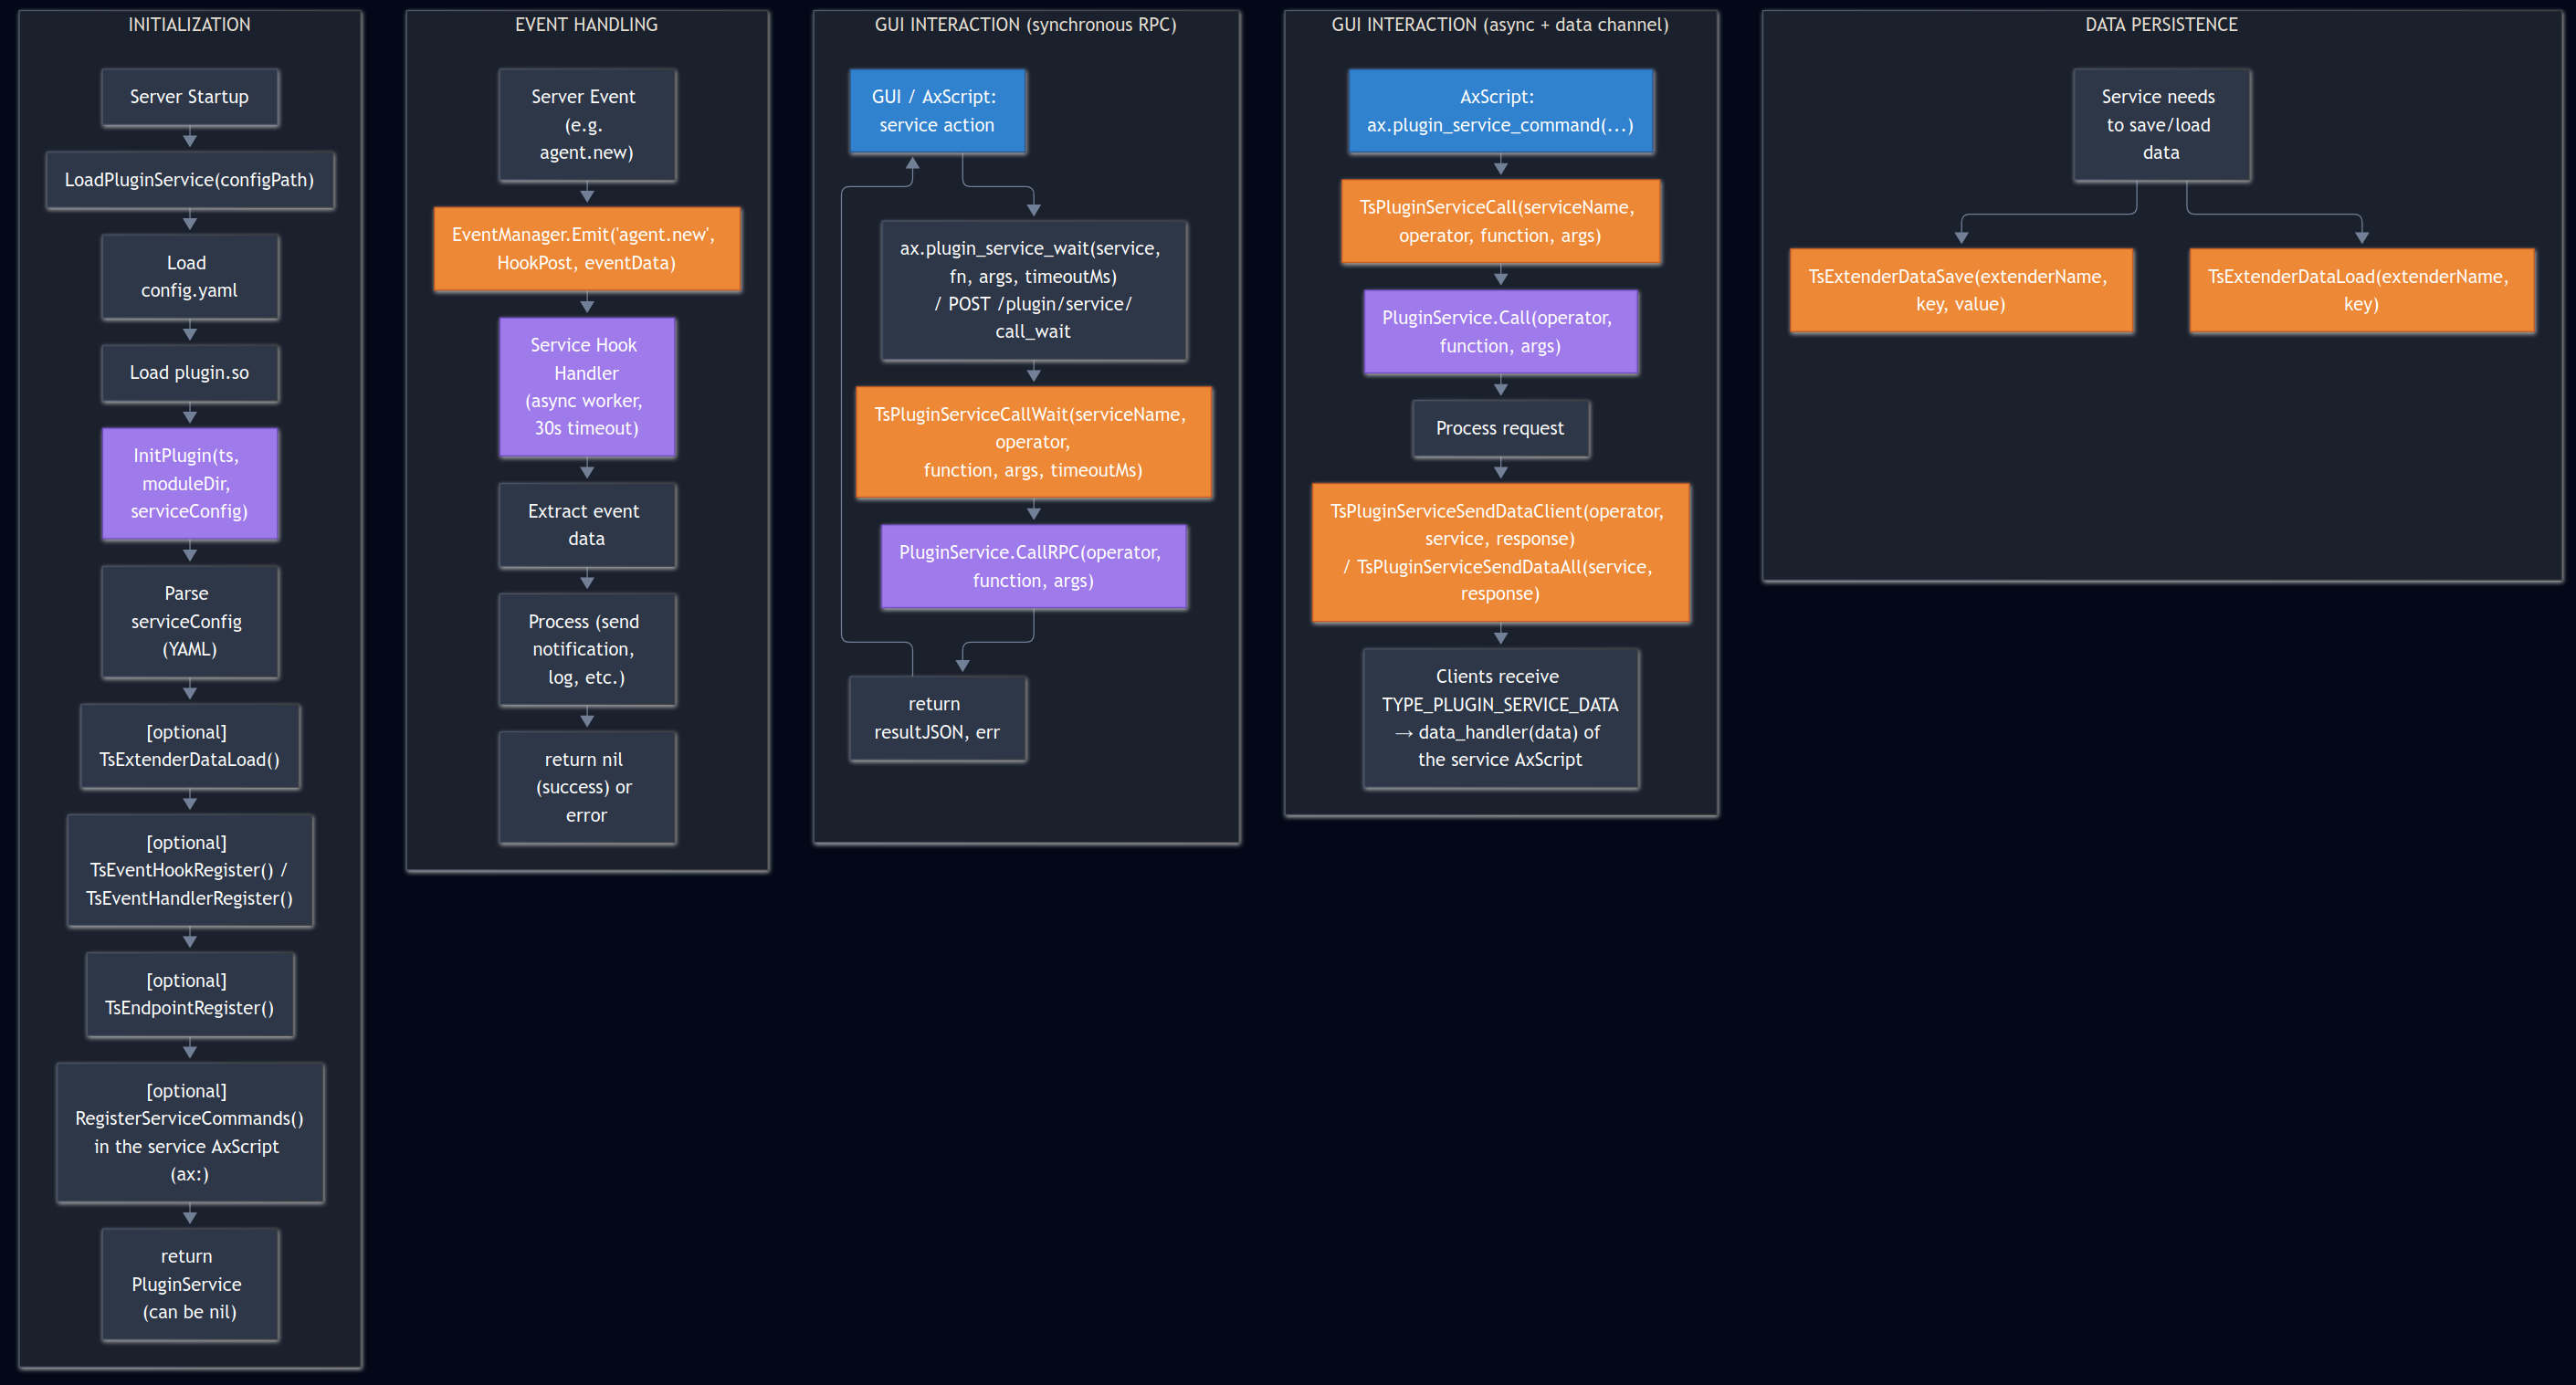 INITIALIZATION
Server Startup
LoadPluginService(configPath)
Load
config.yaml
Load plugin.so
InitPlugin(ts,
moduleDir,
serviceConfig)
Parse
serviceConfig
(YAML)
[optional]
TsExtenderDataLoad()
[optional]
TsEventHookRegister() /
TsEventHandlerRegister()
[optional]
TsEndpointRegister()
[optional]
RegisterServiceCommands()
in the service AxScript
(ax:)
return
PluginService
(can be nil)
EVENT HANDLING
Server Event
(e.g.
agent.new)
EventManager.Emit('agent.new',
HookPost, eventData)
Service Hook
Handler
(async worker,
30s timeout)
Extract event
data
Process (send
notification,
log, etc.)
return nil
(success) or
error
GUI INTERACTION (synchronous RPC)
GUI / AxScript:
service action
ax.plugin_service_wait(service,
fn, args, timeoutMs)
/ POST /plugin/service/
call_wait
TsPluginServiceCallWait(serviceName,
operator,
function, args, timeoutMs)
PluginService.CallRPC(operator,
function, args)
return
resultJSON, err
GUI INTERACTION (async + data channel)
AxScript:
ax.plugin_service_command(...)
TsPluginServiceCall(serviceName,
operator, function, args)
PluginService.Call(operator,
function, args)
Process request
TsPluginServiceSendDataClient(operator,
service, response)
/ TsPluginServiceSendDataAll(service,
response)
Clients receive
TYPE_PLUGIN_SERVICE_DATA
→ data_handler(data) of
the service AxScript
DATA PERSISTENCE
Service needs
to save/load
data
TsExtenderDataSave(extenderName,
key, value)
TsExtenderDataLoad(extenderName,
key)